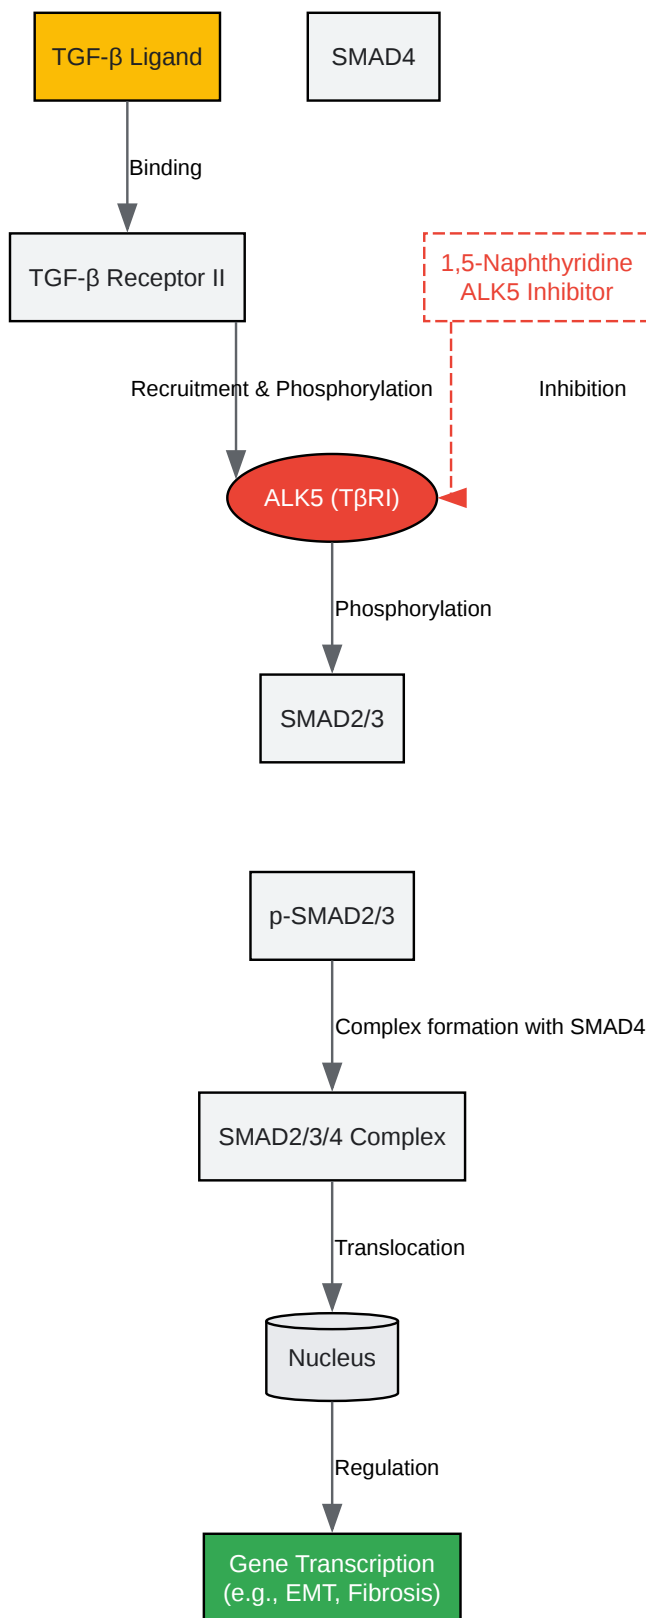 TGF-β Ligand
SMAD4
Binding
TGF-β Receptor II
1,5-Naphthyridine
ALK5 Inhibitor
Recruitment & Phosphorylation
Inhibition
ALK5 (TβRI)
Phosphorylation
SMAD2/3
p-SMAD2/3
Complex formation with SMAD4
SMAD2/3/4 Complex
Translocation
Nucleus
Regulation
Gene Transcription
(e.g., EMT, Fibrosis)